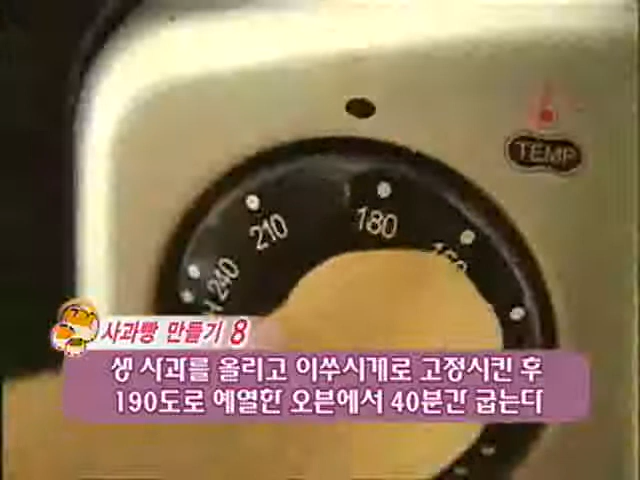 TEMP
180
210
240
사과빵 만들기 8
생 사과를 올리고 이쑤시개로 고정시킨 후
190도로 예열한 오븐에서 40분간 굽는다